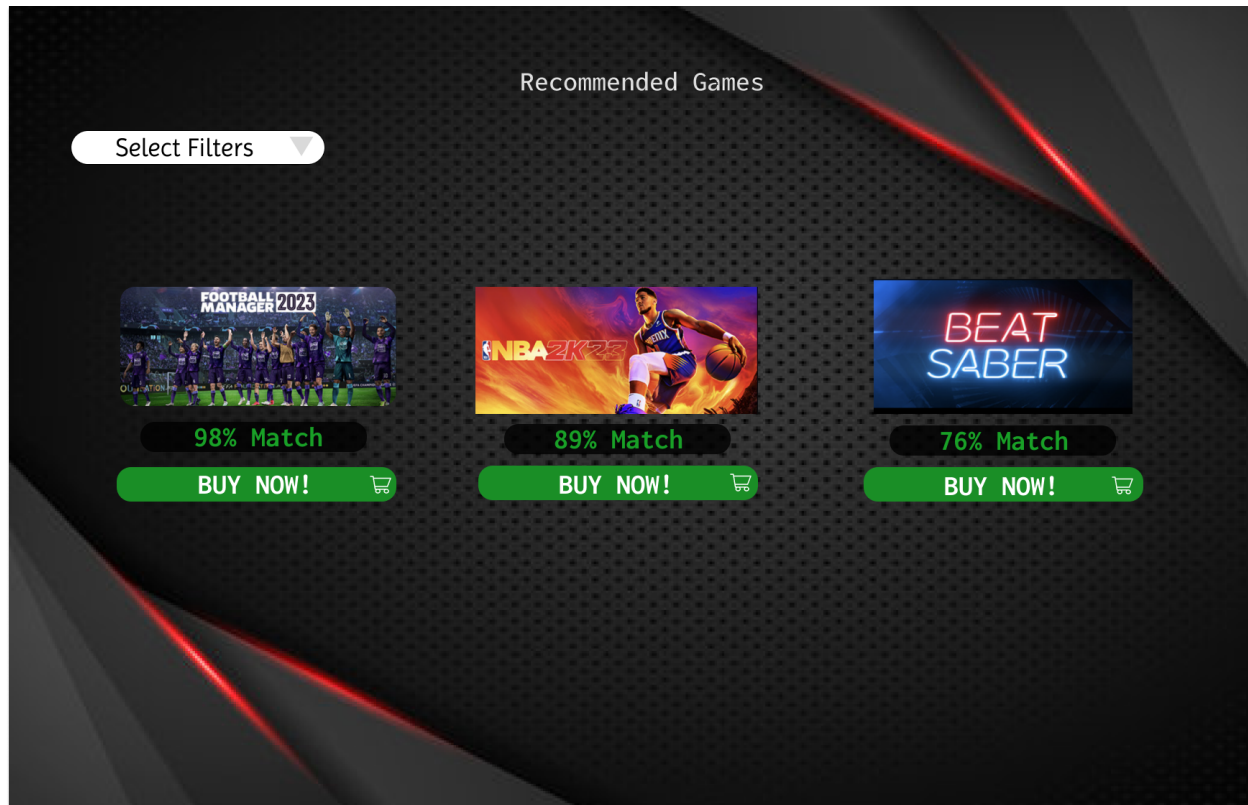 Recommended Games
Select Filters
FOOTBALL
MANAGER 2023
NBA 2K23
BEAT
SABER
98% Match
89% Match
76% Match
BUY NOW!
BUY NOW!
BUY NOW!